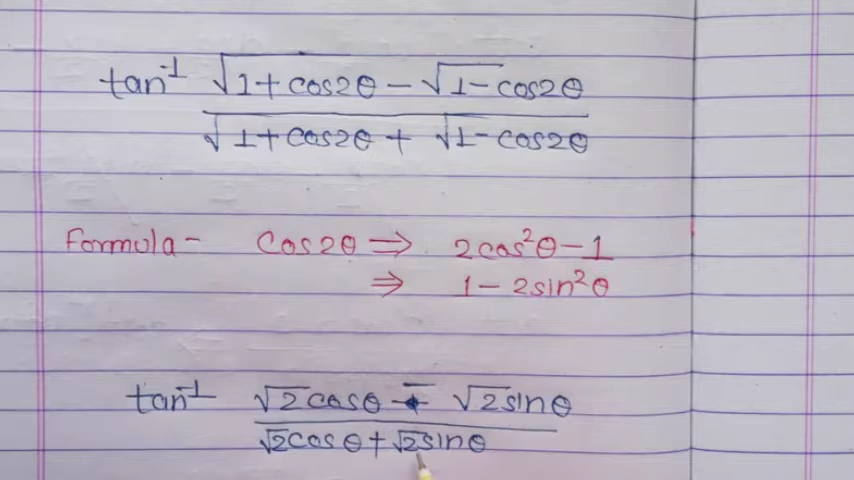 tan⁻¹ √1+cos2θ − √1−cos2θ
√1+cos2θ + √1−cos2θ
Formula - Cos2θ ⇒ 2cos²θ−1
⇒ 1−2sin²θ
tan⁻¹ √2cosθ − √2sinθ
√2cosθ+√2sinθ